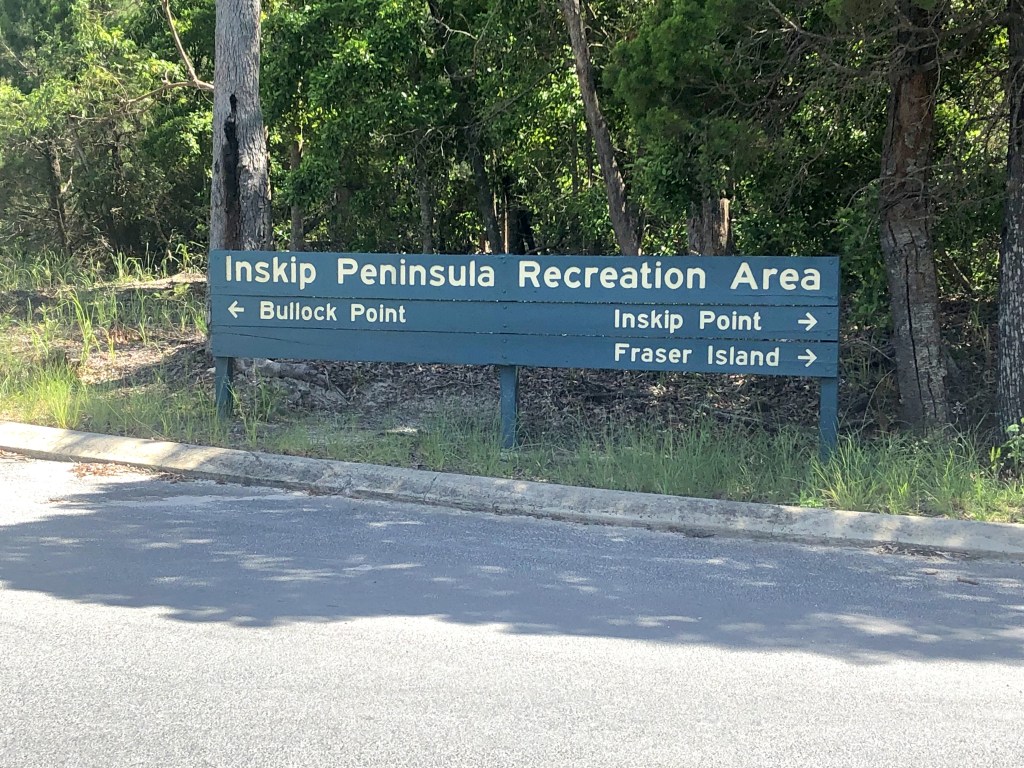 Inskip Peninsula Recreation Area
← Bullock Point Inskip Point →
Fraser Island →